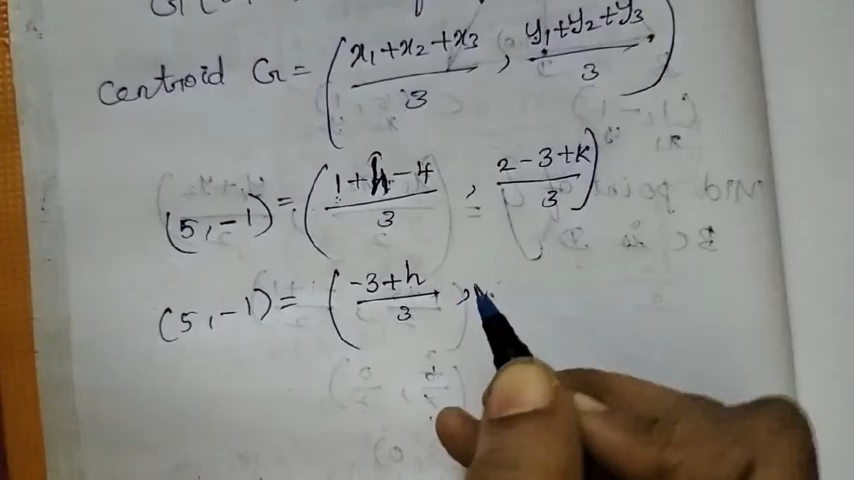 centroid G = ( x₁+x₂+x₃ / 3 , y₁+y₂+y₃ / 3 )
(5, -1) = ( 1+h-4 / 3 , 2-3+k / 3 )
(5, -1) = ( -3+h / 3 ,